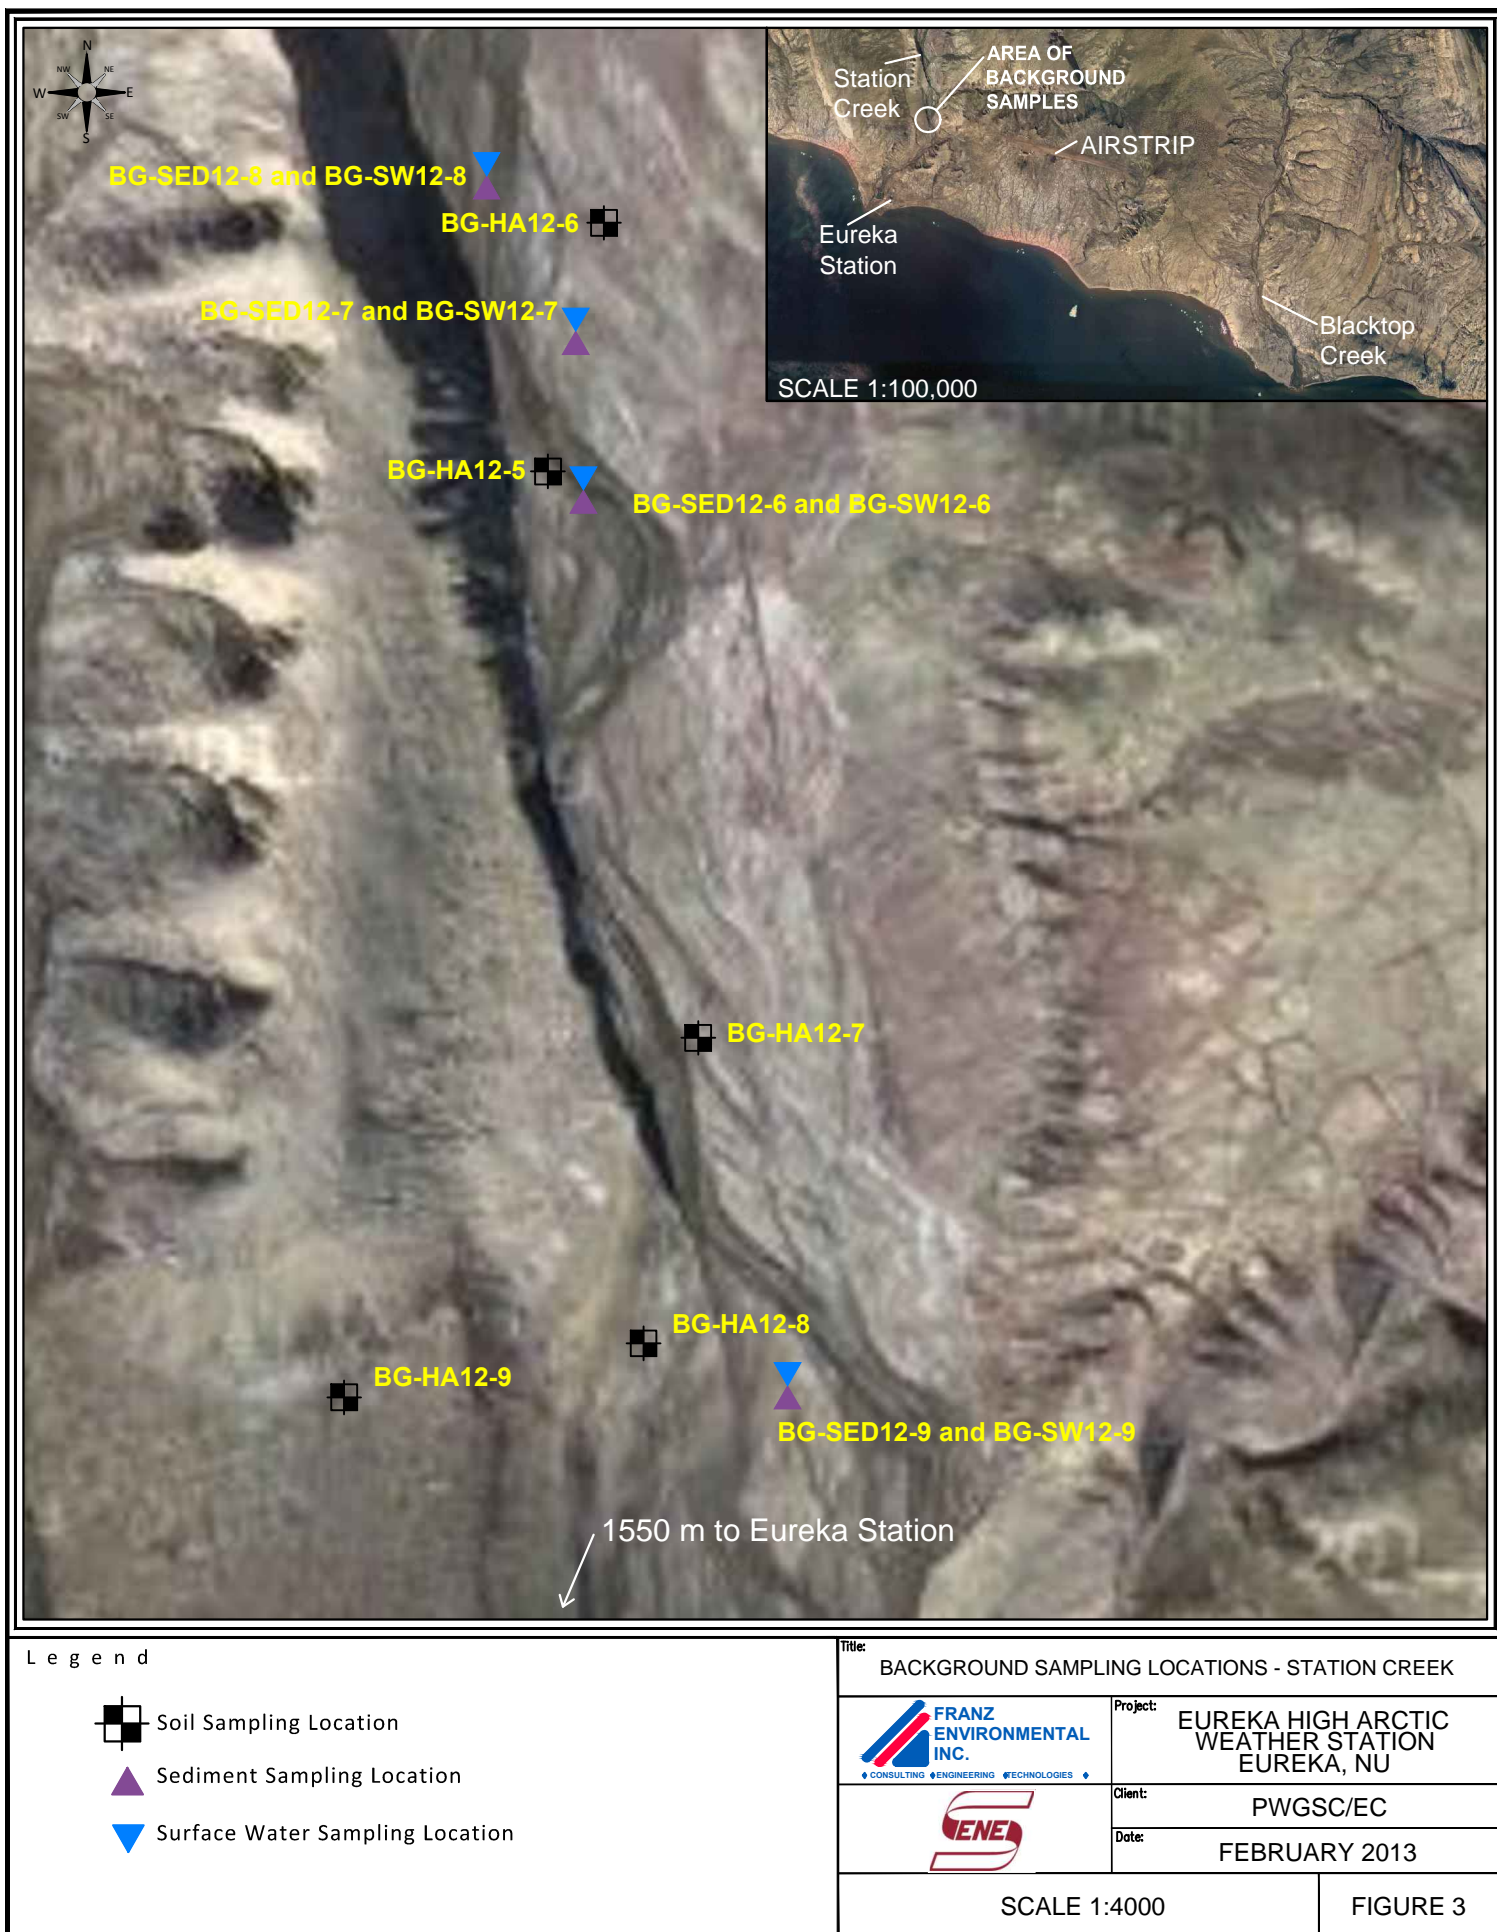 N
NW
NE
W
E
SW
SE
S
Station
Creek
AREA OF
BACKGROUND
SAMPLES
AIRSTRIP
Eureka
Station
Blacktop
Creek
SCALE 1:100,000
BG-SED12-8 and BG-SW12-8
BG-HA12-6
BG-SED12-7 and BG-SW12-7
BG-HA12-5
BG-SED12-6 and BG-SW12-6
BG-HA12-7
BG-HA12-8
BG-HA12-9
BG-SED12-9 and BG-SW12-9
1550 m to Eureka Station
Legend
Soil Sampling Location
Sediment Sampling Location
Surface Water Sampling Location
Title:
BACKGROUND SAMPLING LOCATIONS - STATION CREEK
FRANZ
ENVIRONMENTAL
INC.
CONSULTING ENGINEERING TECHNOLOGIES
Project:
EUREKA HIGH ARCTIC
WEATHER STATION
EUREKA, NU
SENES
Client:
PWGSC/EC
Date:
FEBRUARY 2013
SCALE 1:4000
FIGURE 3